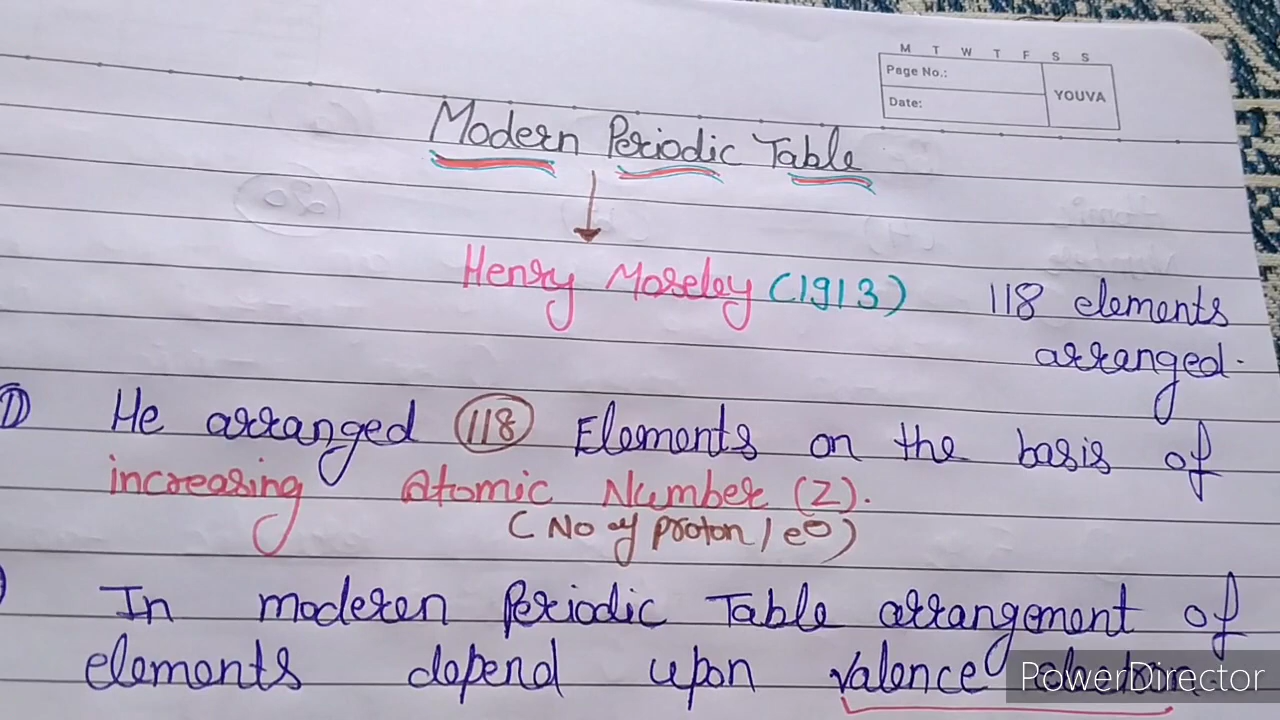 M T W T F S S
Page No.:
Date:
YOUVA
Modern Periodic Table
Henry Moseley (1913)
118 elements
arranged.
1) He arranged 118 Elements on the basis of
increasing Atomic Number (Z).
(No of proton / e⊖)
In moderen Periodic Table arrangement of
elements depend upon valence electron.
PowerDirector